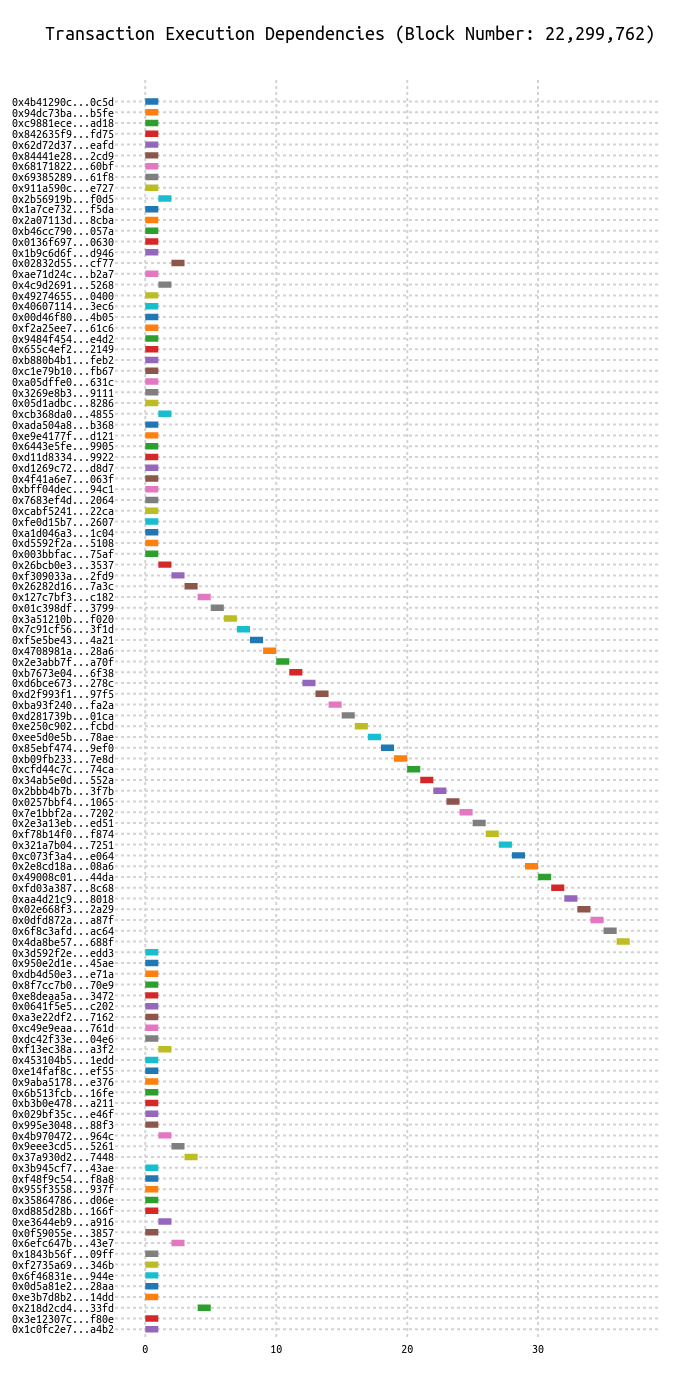 Transaction Execution Dependencies (Block Number: 22,299,762)
0x4b41290c...0c5d
0x94dc73ba...b5fe
0xc9881ece...ad18
0x842635f9...fd75
0x62d72d37...eafd
0x84441e28...2cd9
0x68171822...60bf
0x69385289...61f8
0x911a590c...e727
0x2b56919b...f0d5
0x1a7ce732...f5da
0x2a07113d...8cba
0xb46cc790...057a
0x0136f697...0630
0x1b9c6d6f...d946
0x02832d55...cf77
0xae71d24c...b2a7
0x4c9d2691...5268
0x49274655...0400
0x40607114...3ec6
0x00d46f80...4b05
0xf2a25ee7...61c6
0x9484f454...e4d2
0x655c4ef2...2149
0xb880b4b1...feb2
0xc1e79b10...fb67
0xa05dffe0...631c
0x3269e8b3...9111
0x05d1adbc...8286
0xcb368da0...4855
0xada504a8...b368
0xe9e4177f...d121
0x6443e5fe...9905
0xd11d8334...9922
0xd1269c72...d8d7
0x4f41a6e7...063f
0xbff04dec...94c1
0x7683ef4d...2064
0xcabf5241...22ca
0xfe0d15b7...2607
0xa1d046a3...1c04
0xd5592f2a...5108
0x003bbfac...75af
0x26bcb0e3...3537
0xf309033a...2fd9
0x26282d16...7a3c
0x127c7bf3...c182
0x01c398df...3799
0x3a51210b...f020
0x7c91cf56...3f1d
0xf5e5be43...4a21
0x4708981a...28a6
0x2e3abb7f...a70f
0xb7673e04...6f38
0xd6bce673...278c
0xd2f993f1...97f5
0xba93f240...fa2a
0xd281739b...01ca
0xe250c902...fcbd
0xee5d0e5b...78ae
0x85ebf474...9ef0
0xb09fb233...7e8d
0xcfd44c7c...74ca
0x34ab5e0d...552a
0x2bbb4b7b...3f7b
0x0257bbf4...1065
0x7e1bbf2a...7202
0x2e3a13eb...ed51
0xf78b14f0...f874
0x321a7b04...7251
0xc073f3a4...e064
0x2e8cd18a...08a6
0x49008c01...44da
0xfd03a387...8c68
0xaa4d21c9...8018
0x02e668f3...2a29
0x0dfd872a...a87f
0x6f8c3afd...ac64
0x4da8be57...688f
0x3d592f2e...edd3
0x950e2d1e...45ae
0xdb4d50e3...e71a
0x8f7cc7b0...70e9
0xe8deaa5a...3472
0x0641f5e5...c202
0xa3e22df2...7162
0xc49e9eaa...761d
0xdc42f33e...04e6
0xf13ec38a...a3f2
0x453104b5...1edd
0xe14faf8c...ef55
0x9aba5178...e376
0x6b513fcb...16fe
0xb3b0e478...a211
0x029bf35c...e46f
0x995e3048...88f3
0x4b970472...964c
0x9eee3cd5...5261
0x37a930d2...7448
0x3b945cf7...43ae
0xf48f9c54...f8a8
0x955f3558...937f
0x35864786...d06e
0xd885d28b...166f
0xe3644eb9...a916
0x0f59055e...3857
0x6efc647b...43e7
0x1843b56f...09ff
0xf2735a69...346b
0x6f46831e...944e
0x0d5a81e2...28aa
0xe3b7d8b2...14dd
0x218d2cd4...33fd
0x3e12307c...f80e
0x1c0fc2e7...a4b2
0 10 20 30